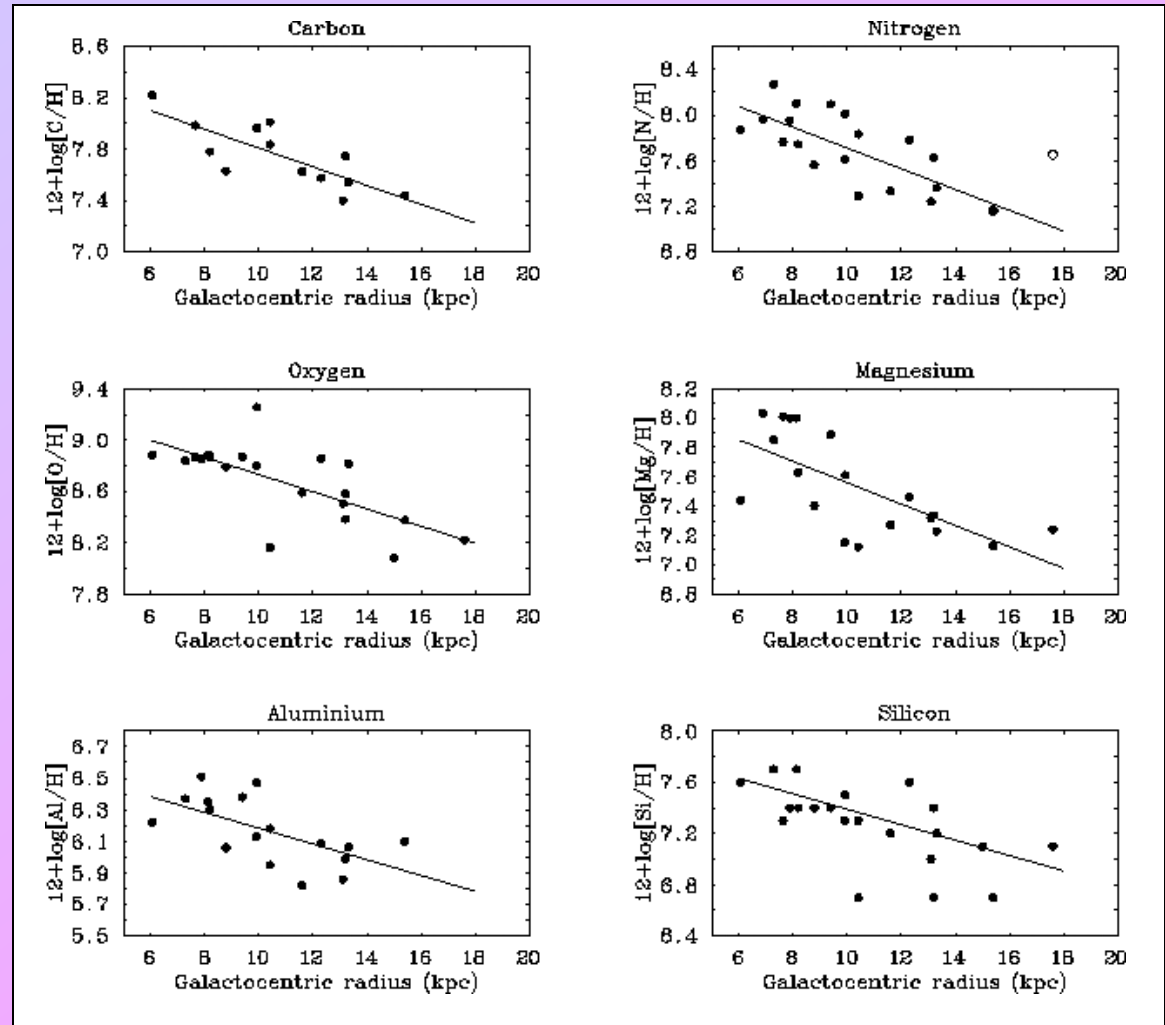 Carbon
12+log[C/H]
8.6
8.2
7.8
7.4
7.0
6 8 10 12 14 16 18 20
Galactocentric radius (kpc)
Nitrogen
12+log[N/H]
8.4
8.0
7.6
7.2
6.8
6 8 10 12 14 16 18 20
Galactocentric radius (kpc)
Oxygen
12+log[O/H]
9.4
9.0
8.6
8.2
7.8
6 8 10 12 14 16 18 20
Galactocentric radius (kpc)
Magnesium
12+log[Mg/H]
8.2
8.0
7.8
7.6
7.4
7.2
7.0
6.8
6 8 10 12 14 16 18 20
Galactocentric radius (kpc)
Aluminium
12+log[Al/H]
6.7
6.5
6.3
6.1
5.9
5.7
5.5
6 8 10 12 14 16 18 20
Galactocentric radius (kpc)
Silicon
12+log[Si/H]
8.0
7.6
7.2
6.8
6.4
6 8 10 12 14 16 18 20
Galactocentric radius (kpc)